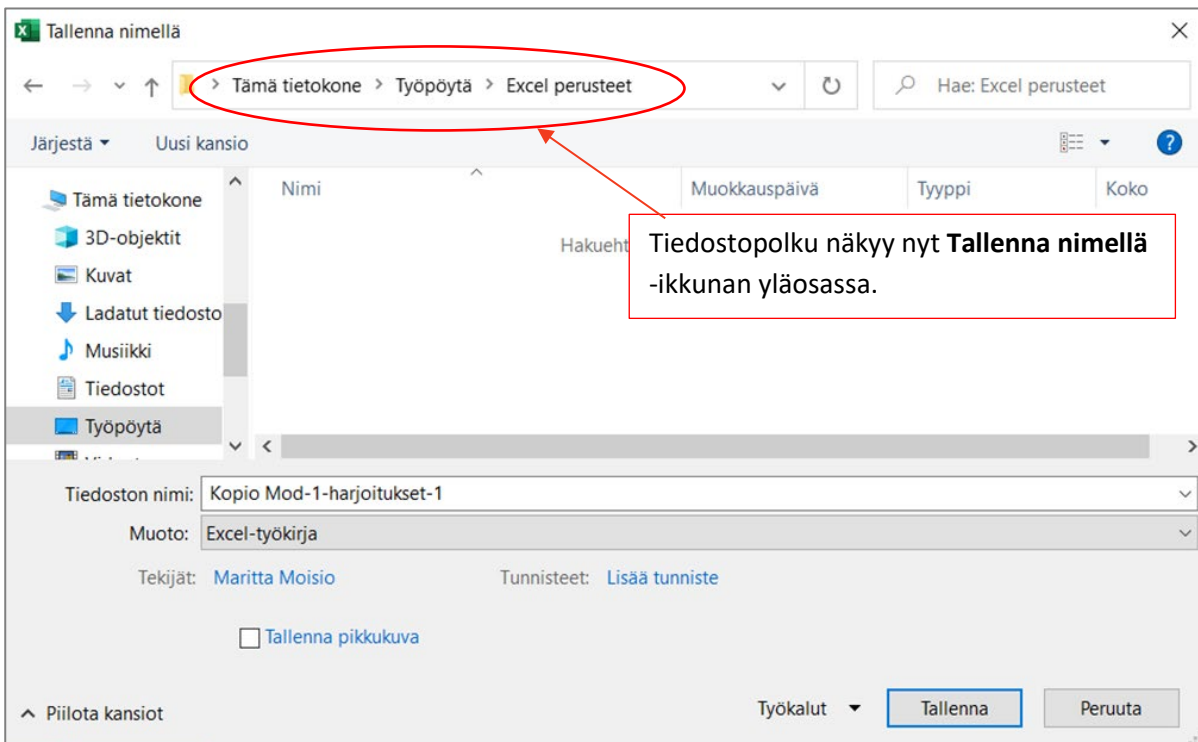 Tallenna nimellä
Tämä tietokone > Työpöytä > Excel perusteet
Hae: Excel perusteet
Järjestä
Uusi kansio
?
Tämä tietokone
3D-objektit
Kuvat
Ladatut tiedosto
Musiikki
Tiedostot
Työpöytä
Nimi
Muokkauspäivä
Tyyppi
Koko
Hakueht
Tiedostopolku näkyy nyt Tallenna nimellä
-ikkunan yläosassa.
Tiedoston nimi: Kopio Mod-1-harjoitukset-1
Muoto: Excel-työkirja
Tekijät: Maritta Moisio
Tunnisteet: Lisää tunniste
Tallenna pikkukuva
Piilota kansiot
Työkalut
Tallenna
Peruuta